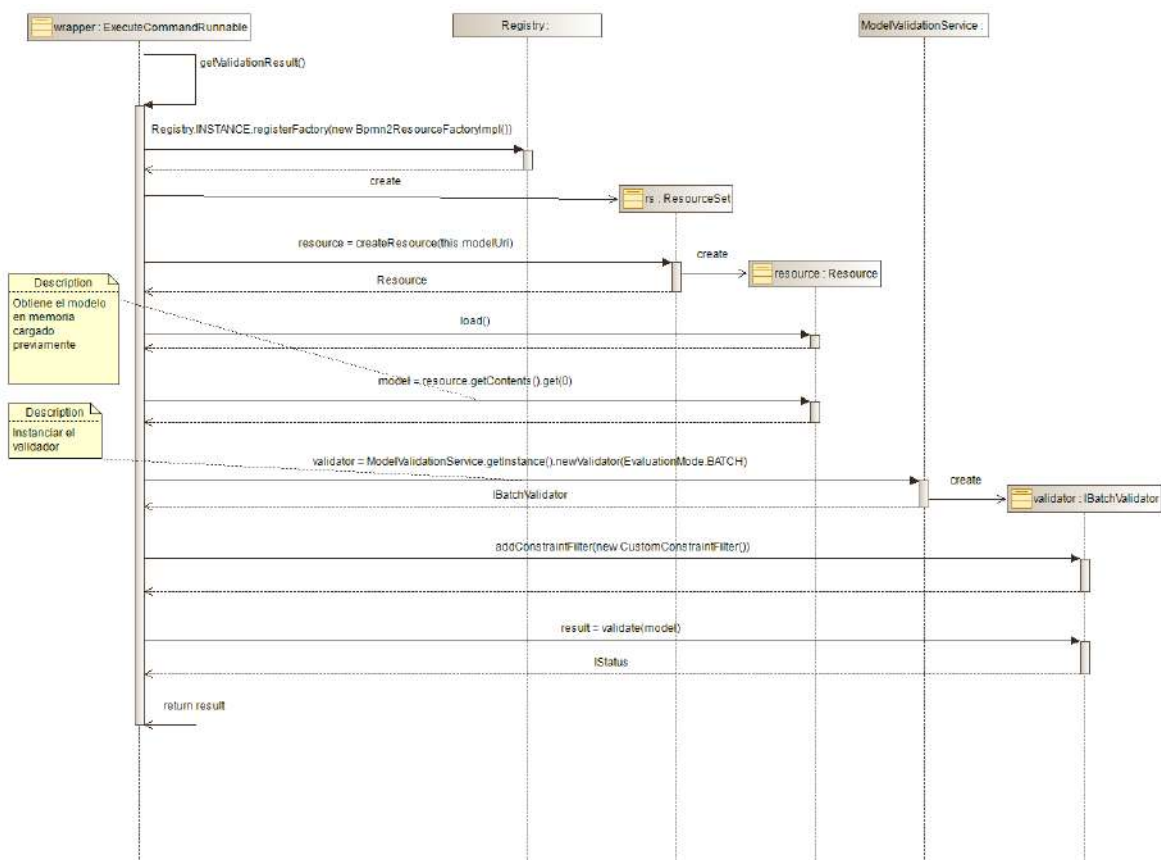 wrapper : ExecuteCommandRunnable
Registry :
ModelValidationService :
getValidationResult()
Registry.INSTANCE.registerFactory(new Bpmn2ResourceFactoryImpl())
create
rs : ResourceSet
resource = createResource(this.modelUri)
create
resource : Resource
Resource
Description
Obtiene el modelo
en memoria
cargado
previamente
load()
model = resource.getContents().get(0)
Description
Instanciar el
validador
validator = ModelValidationService.getInstance().newValidator(EvaluationMode.BATCH)
create
IBatchValidator
validator : IBatchValidator
addConstraintFilter(new CustomConstraintFilter())
result = validate(model)
IStatus
return result